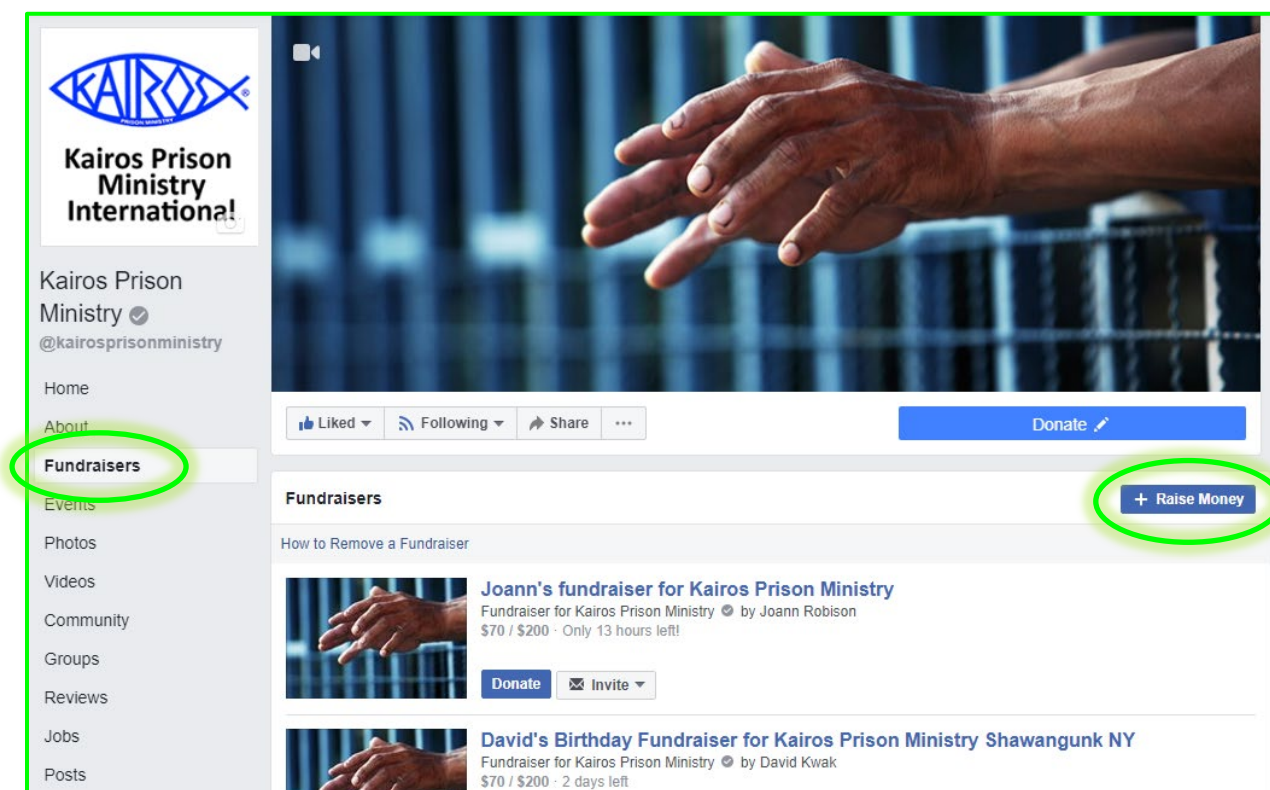 KAIROS
PRISON MINISTRY
Kairos Prison
Ministry
International
Kairos Prison
Ministry
@kairosprisonministry
Home
About
Fundraisers
Events
Photos
Videos
Community
Groups
Reviews
Jobs
Posts
Liked
Following
Share
...
Donate
Fundraisers
+ Raise Money
How to Remove a Fundraiser
Joann's fundraiser for Kairos Prison Ministry
Fundraiser for Kairos Prison Ministry by Joann Robison
$70 / $200 · Only 13 hours left!
Donate
Invite
David's Birthday Fundraiser for Kairos Prison Ministry Shawangunk NY
Fundraiser for Kairos Prison Ministry by David Kwak
$70 / $200 · 2 days left